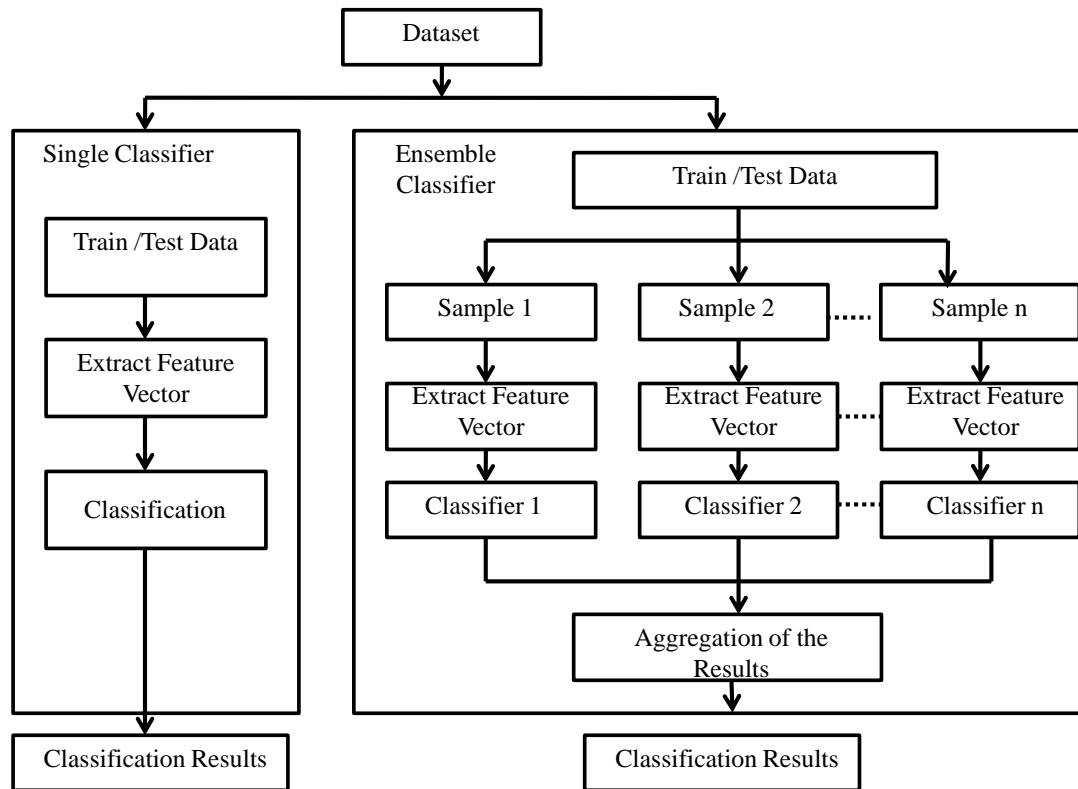 Dataset
Single Classifier
Train /Test Data
Extract Feature
Vector
Classification
Classification Results
Ensemble
Classifier
Train /Test Data
Sample 1
Sample 2
Sample n
Extract Feature
Vector
Extract Feature
Vector
Extract Feature
Vector
Classifier 1
Classifier 2
Classifier n
Aggregation of the
Results
Classification Results